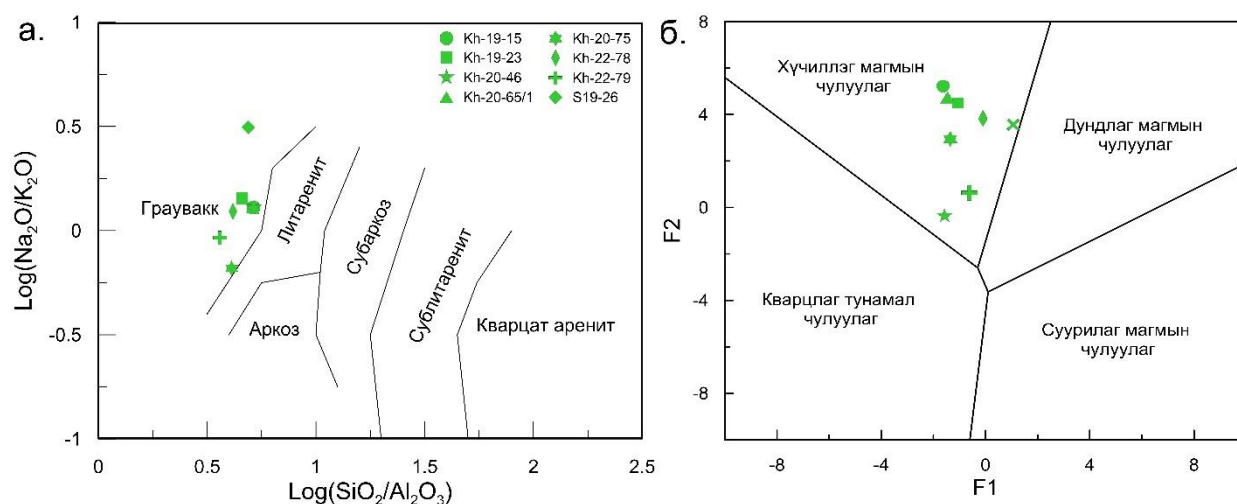 а.
Kh-19-15
Kh-19-23
Kh-20-46
Kh-20-65/1
Kh-20-75
Kh-22-78
Kh-22-79
S19-26
Граувакк
Литаренит
Субаркоз
Сублитаренит
Аркоз
Кварцат аренит
1
0.5
0
-0.5
-1
Log(Na₂O/K₂O)
0
0.5
1
1.5
2
2.5
Log(SiO₂/Al₂O₃)
б.
Хүчиллэг магмын
чулуулаг
Дундлаг магмын
чулуулаг
Кварцлаг тунамал
чулуулаг
Суурилаг магмын
чулуулаг
8
4
0
-4
-8
F2
-8
-4
0
4
8
F1